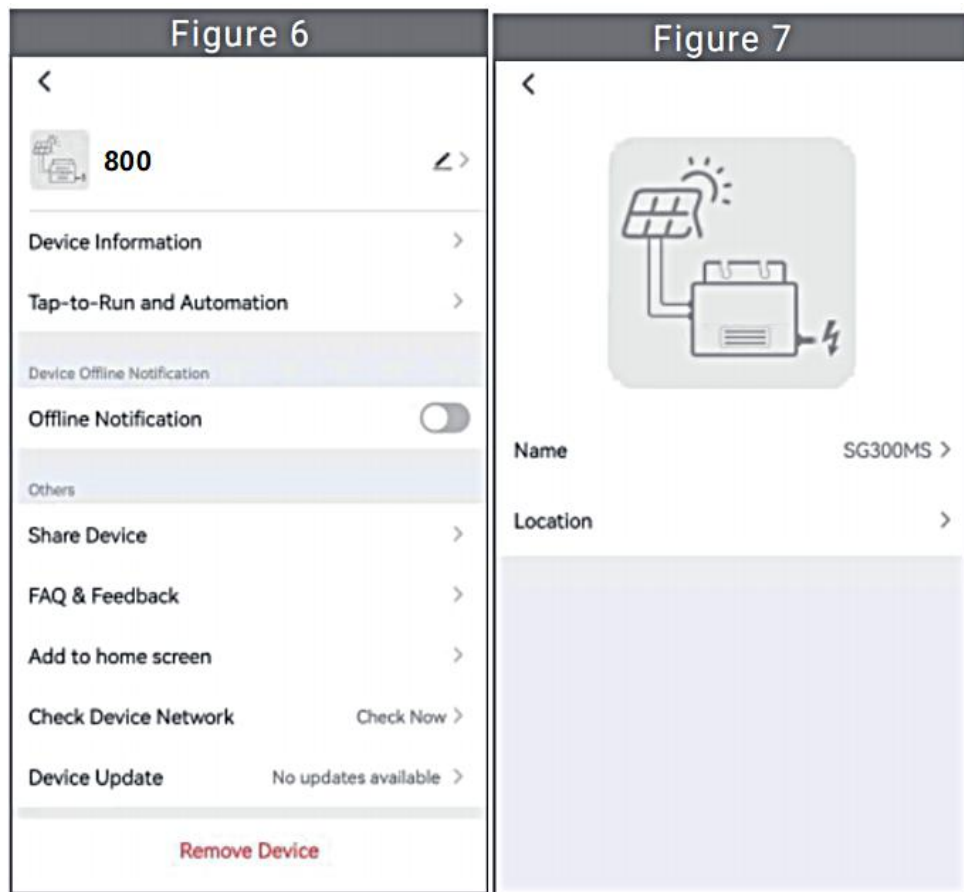 Figure 6
800
Device Information
Tap-to-Run and Automation
Device Offline Notification
Offline Notification
Others
Share Device
FAQ & Feedback
Add to home screen
Check Device Network Check Now
Device Update No updates available
Remove Device
Figure 7
Name SG300MS
Location